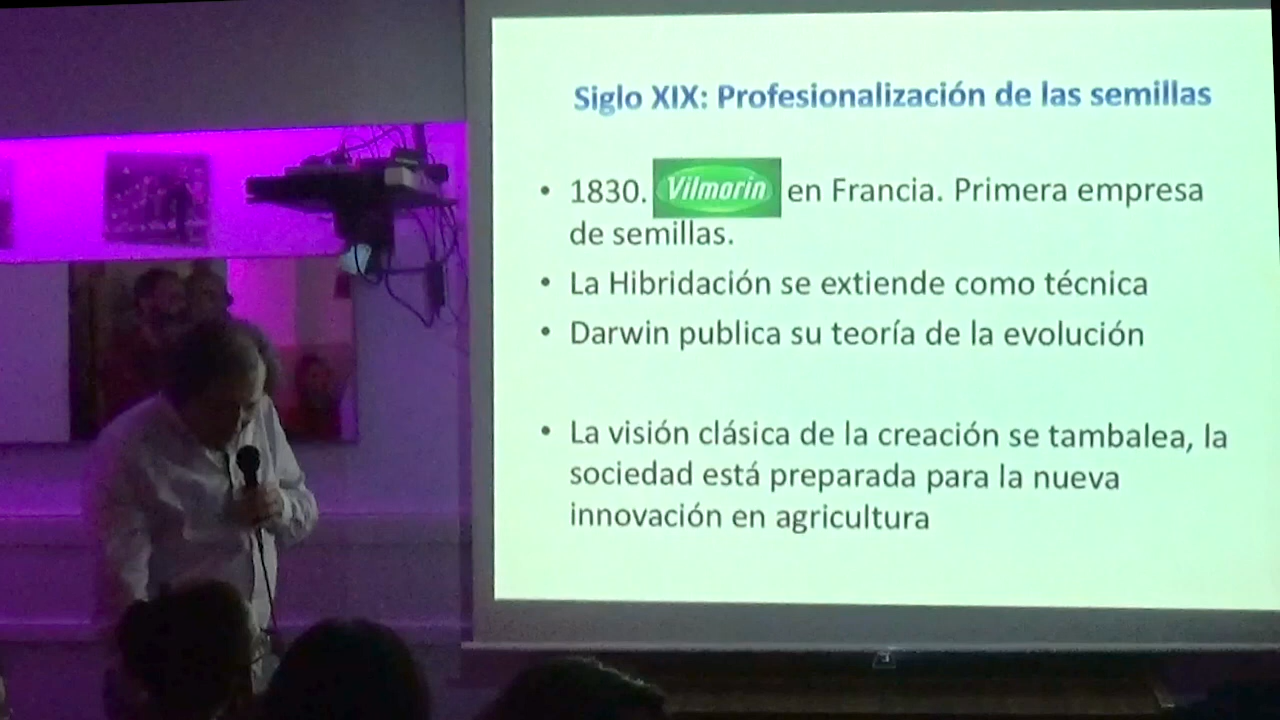 Siglo XIX: Profesionalización de las semillas
• 1830. Vilmorin en Francia. Primera empresa
de semillas.
• La Hibridación se extiende como técnica
• Darwin publica su teoría de la evolución
• La visión clásica de la creación se tambalea, la
sociedad está preparada para la nueva
innovación en agricultura